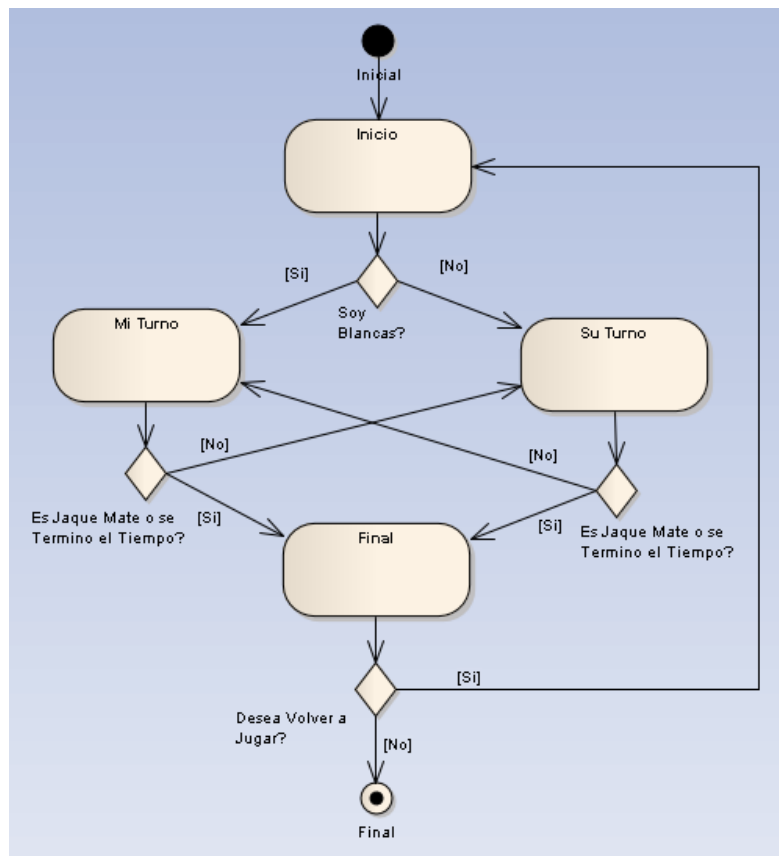 Inicial
Inicio
[Si]
[No]
Soy
Blancas?
Mi Turno
Su Turno
[No]
[No]
Es Jaque Mate o se
Termino el Tiempo?
[Si]
[Si]
Es Jaque Mate o se
Termino el Tiempo?
Final
[Si]
Desea Volver a
Jugar?
[No]
Final